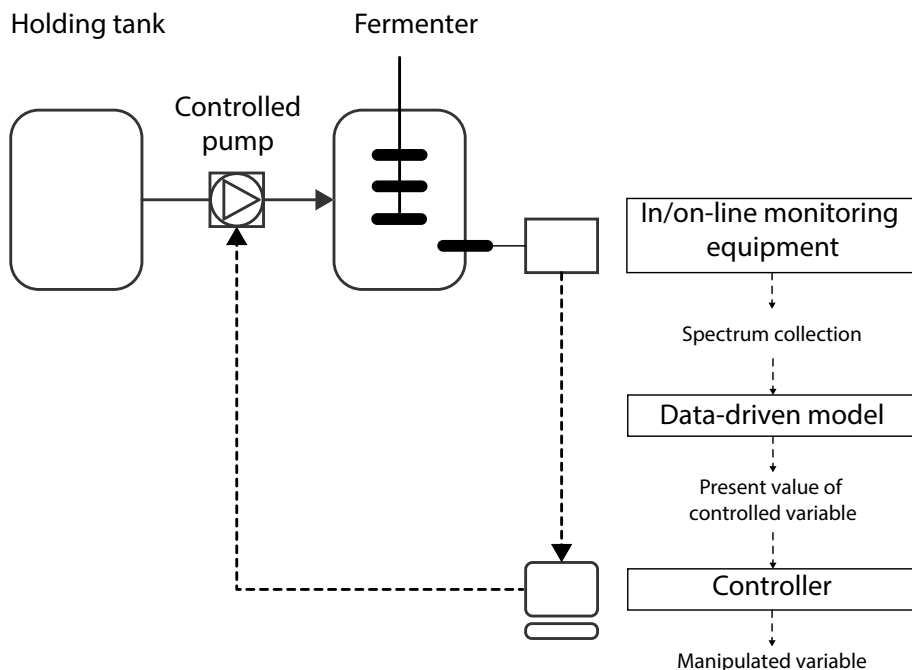 Holding tank
Fermenter
Controlled
pump
In/on-line monitoring
equipment
Spectrum collection
Data-driven model
Present value of
controlled variable
Controller
Manipulated variable